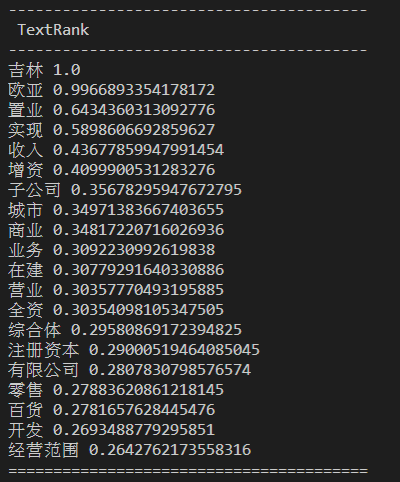 ----------------------------------------
TextRank
----------------------------------------
吉林 1.0
欧亚 0.9966893354178172
置业 0.6434360313092776
实现 0.5898606692859627
收入 0.43677859947991454
增资 0.4099900531283276
子公司 0.35678295947672795
城市 0.34971383667403655
商业 0.34817220716026936
业务 0.3092230992619838
在建 0.30779291640330886
营业 0.30357770493195885
全资 0.30354098105347505
综合体 0.29580869172394825
注册资本 0.29000519464085045
有限公司 0.2807830798576574
零售 0.27883620861218145
百货 0.2781657628445476
开发 0.2693488779295851
经营范围 0.2642762173558316
========================================